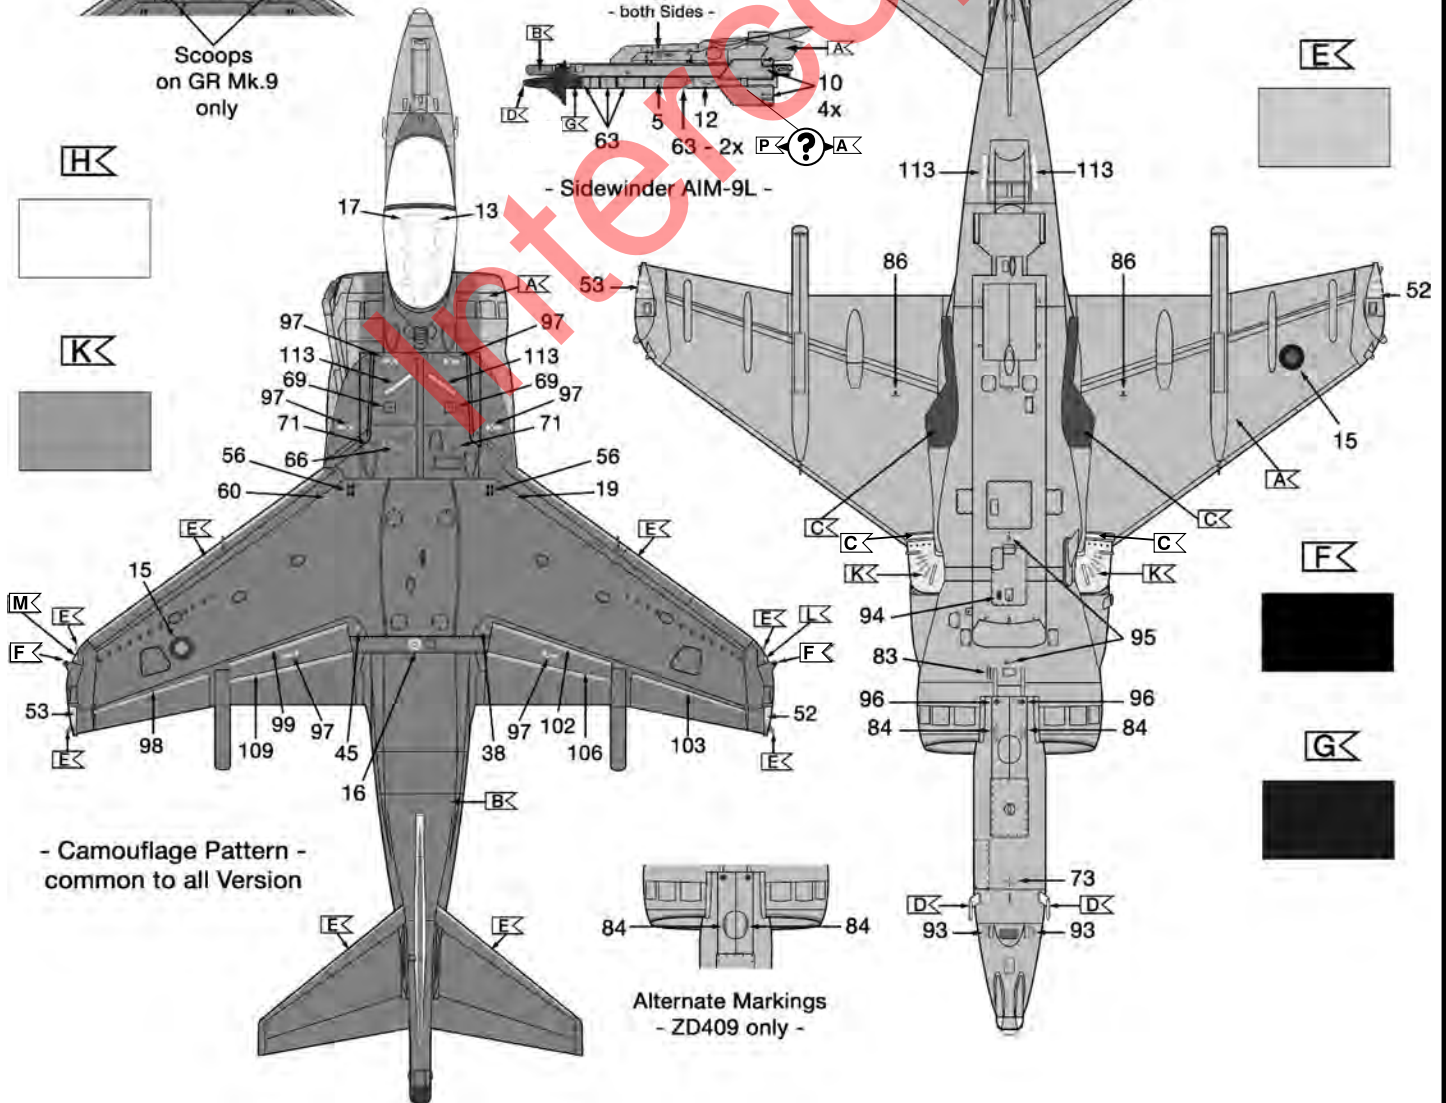 - both Sides -
B
A
Scoops
on GR Mk.9
only
10
4x
D
G
63
5
12
63 - 2x
P
?
A
- Sidewinder AIM-9L -
E
H
17
13
113
113
A
53
86
86
52
97
97
113
113
69
69
97
97
71
71
66
K
56
56
60
19
15
A
E
E
C
C
C
C
K
K
F
15
94
95
M
E
F
E
L
F
83
96
96
84
84
53
52
98
99
97
109
45
38
97
102
106
103
E
E
16
B
G
- Camouflage Pattern -
common to all Version
73
D
D
93
93
E
E
84
84
Alternate Markings
- ZD409 only -
Interco